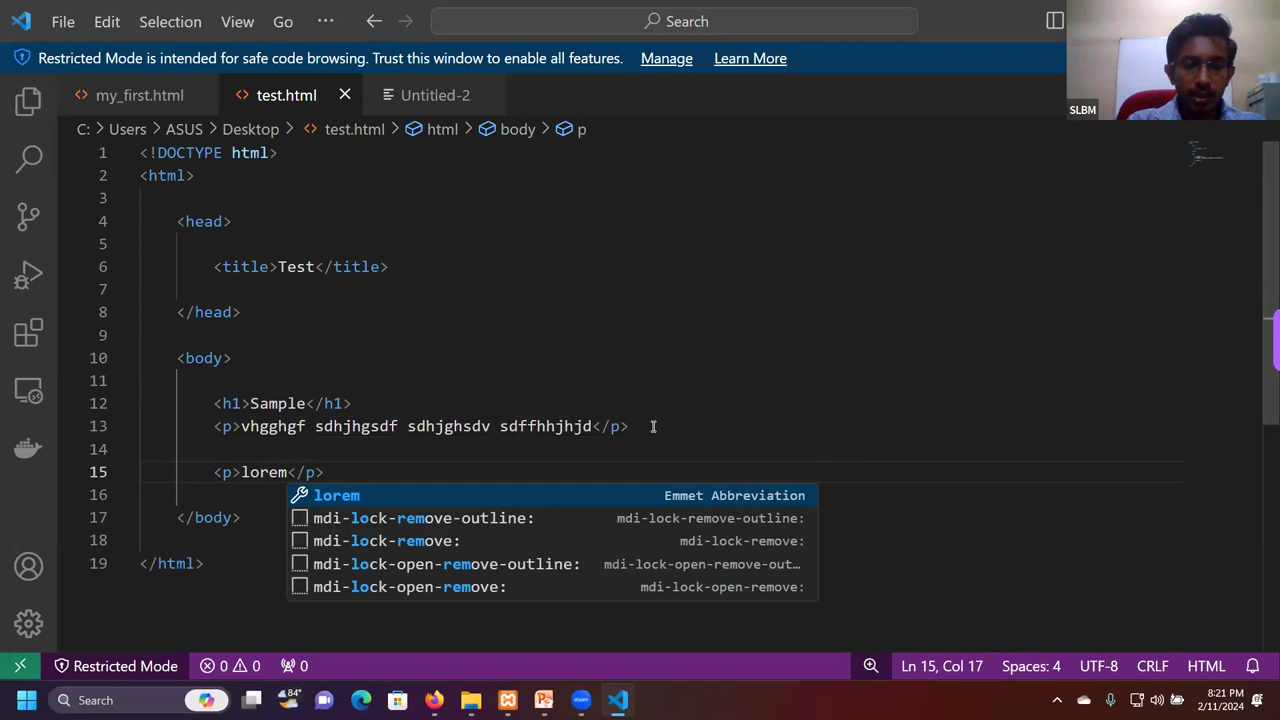 File Edit Selection View Go ··· Search
Restricted Mode is intended for safe code browsing. Trust this window to enable all features. Manage Learn More
SLBM
my_first.html test.html Untitled-2
C: > Users > ASUS > Desktop > test.html > html > body > p
1 <!DOCTYPE html>
2 <html>
3
4 <head>
5
6 <title>Test</title>
7
8 </head>
9
10 <body>
11
12 <h1>Sample</h1>
13 <p>vhgghgf sdhjhgsdf sdhjghsdv sdffhhjhjd</p>
14
15 <p>lorem</p>
16 lorem Emmet Abbreviation
17 </body> mdi-lock-remove-outline: mdi-lock-remove-outline:
18 mdi-lock-remove: mdi-lock-remove:
19 </html> mdi-lock-open-remove-outline: mdi-lock-open-remove-out...
mdi-lock-open-remove: mdi-lock-open-remove:
Restricted Mode 0 0 0 Ln 15, Col 17 Spaces: 4 UTF-8 CRLF HTML
Search 84° 8:21 PM
2/11/2024